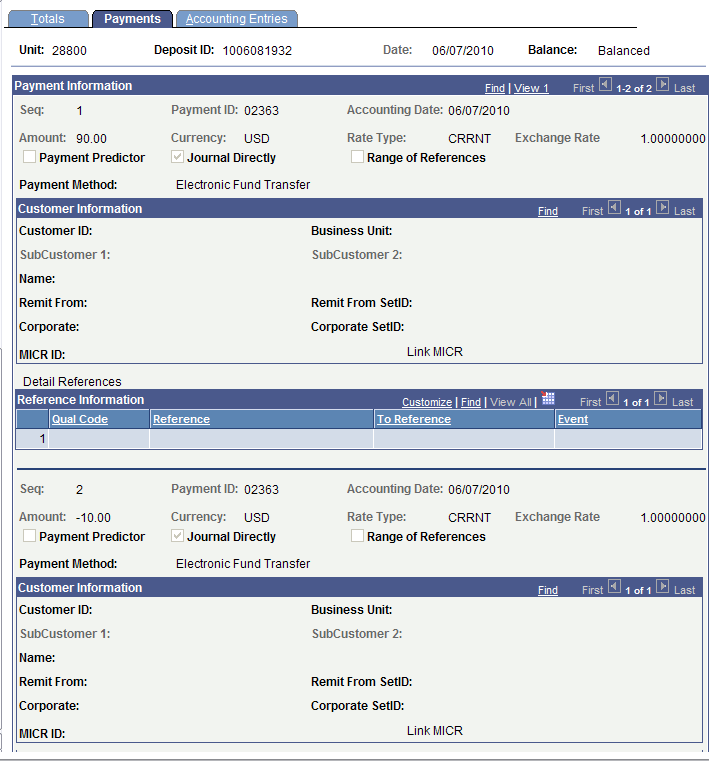 Totals Payments Accounting Entries
Unit: 28800 Deposit ID: 1006081932 Date: 06/07/2010 Balance: Balanced
Payment Information Find | View 1 First 1-2 of 2 Last
Seq: 1 Payment ID: 02363 Accounting Date: 06/07/2010
Amount: 90.00 Currency: USD Rate Type: CRRNT Exchange Rate 1.00000000
Payment Predictor Journal Directly Range of References
Payment Method: Electronic Fund Transfer
Customer Information Find First 1 of 1 Last
Customer ID: Business Unit:
SubCustomer 1: SubCustomer 2:
Name:
Remit From: Remit From SetID:
Corporate: Corporate SetID:
MICR ID: Link MICR
Detail References
Reference Information Customize | Find | View All | First 1 of 1 Last
Qual Code Reference To Reference Event
1
Seq: 2 Payment ID: 02363 Accounting Date: 06/07/2010
Amount: -10.00 Currency: USD Rate Type: CRRNT Exchange Rate 1.00000000
Payment Predictor Journal Directly Range of References
Payment Method: Electronic Fund Transfer
Customer Information Find First 1 of 1 Last
Customer ID: Business Unit:
SubCustomer 1: SubCustomer 2:
Name:
Remit From: Remit From SetID:
Corporate: Corporate SetID:
MICR ID: Link MICR